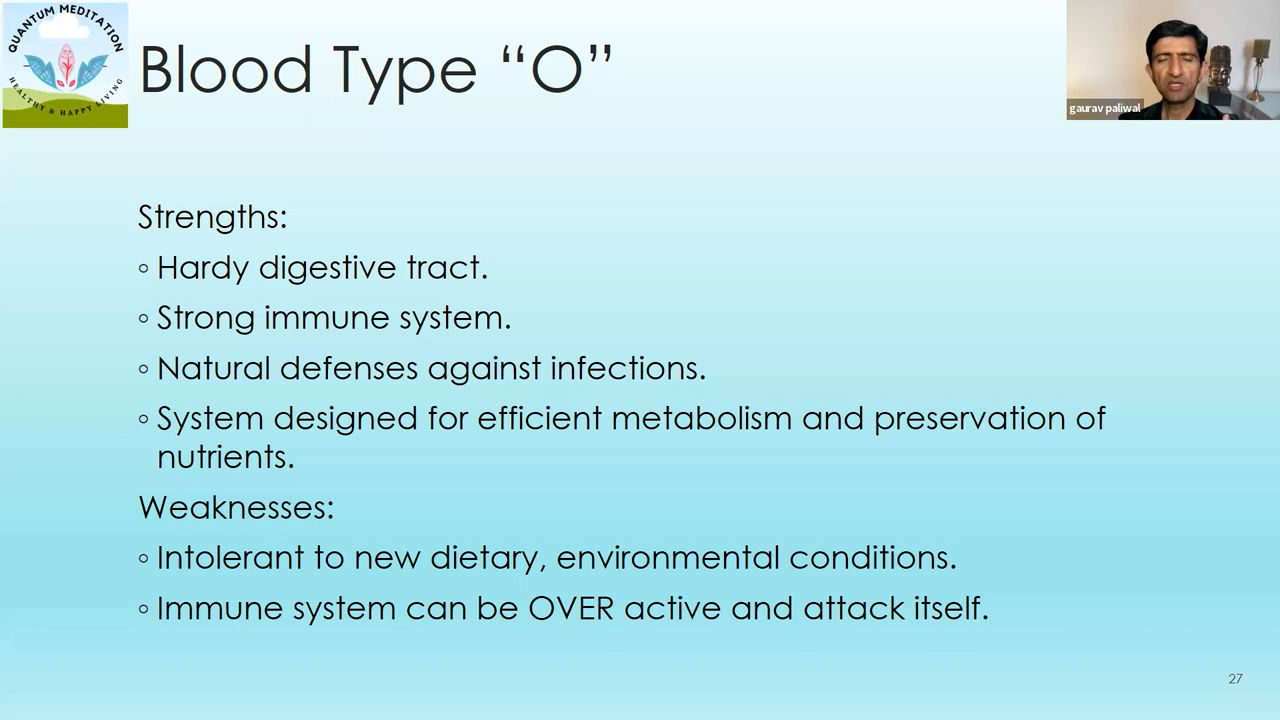 QUANTUM MEDITATION
HEALTHY & HAPPY LIVING
Blood Type “O”
gaurav paliwal
Strengths:
◦ Hardy digestive tract.
◦ Strong immune system.
◦ Natural defenses against infections.
◦ System designed for efficient metabolism and preservation of
nutrients.
Weaknesses:
◦ Intolerant to new dietary, environmental conditions.
◦ Immune system can be OVER active and attack itself.
27